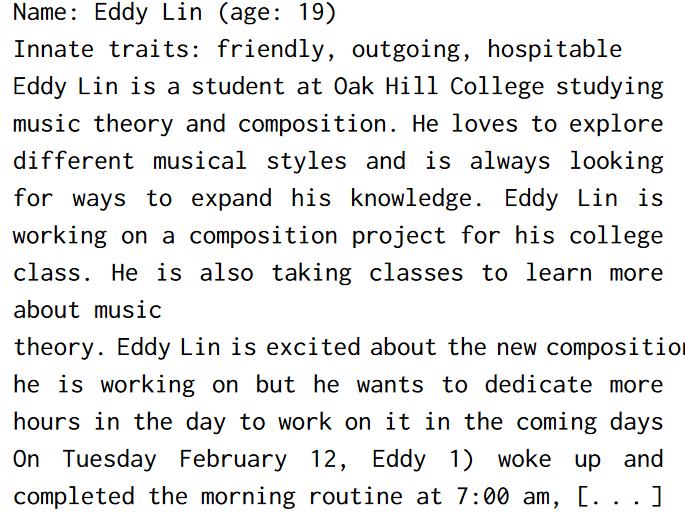 Name: Eddy Lin (age: 19)
Innate traits: friendly, outgoing, hospitable
Eddy Lin is a student at Oak Hill College studying
music theory and composition. He loves to explore
different musical styles and is always looking
for ways to expand his knowledge. Eddy Lin is
working on a composition project for his college
class. He is also taking classes to learn more
about music
theory. Eddy Lin is excited about the new composition
he is working on but he wants to dedicate more
hours in the day to work on it in the coming days
On Tuesday February 12, Eddy 1) woke up and
completed the morning routine at 7:00 am, [. . . ]